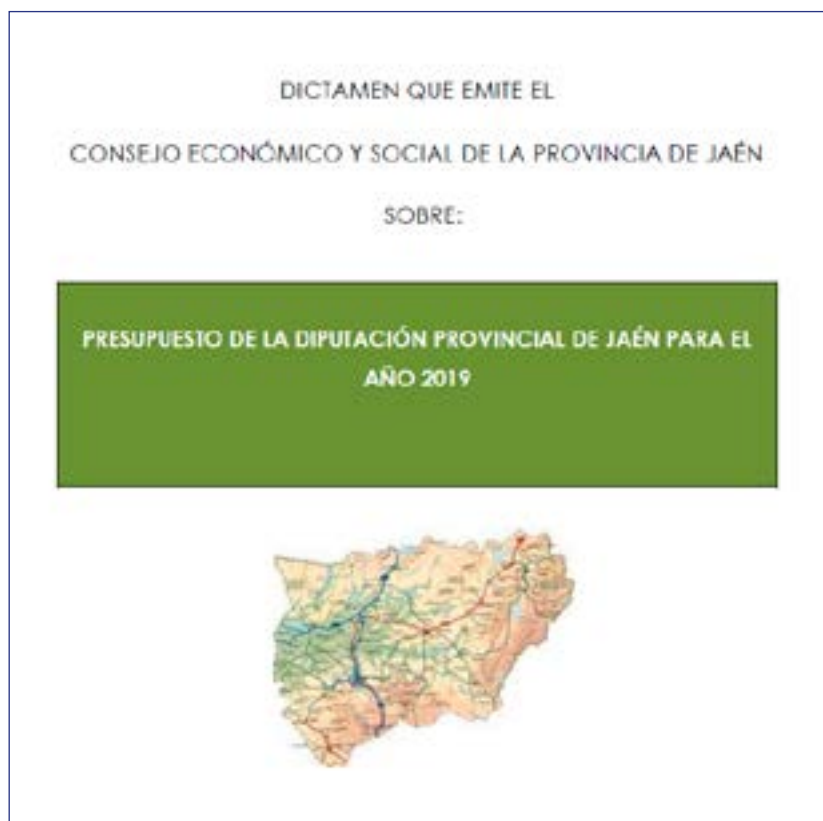 DICTAMEN QUE EMITE EL
CONSEJO ECONÓMICO Y SOCIAL DE LA PROVINCIA DE JAÉN
SOBRE:
PRESUPUESTO DE LA DIPUTACIÓN PROVINCIAL DE JAÉN PARA EL
AÑO 2019